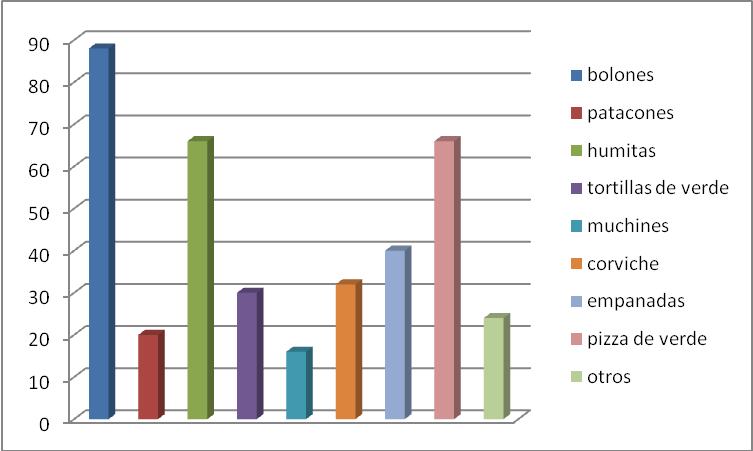 90
80
70
60
50
40
30
20
10
0
bolones
patacones
humitas
tortillas de verde
muchines
corviche
empanadas
pizza de verde
otros